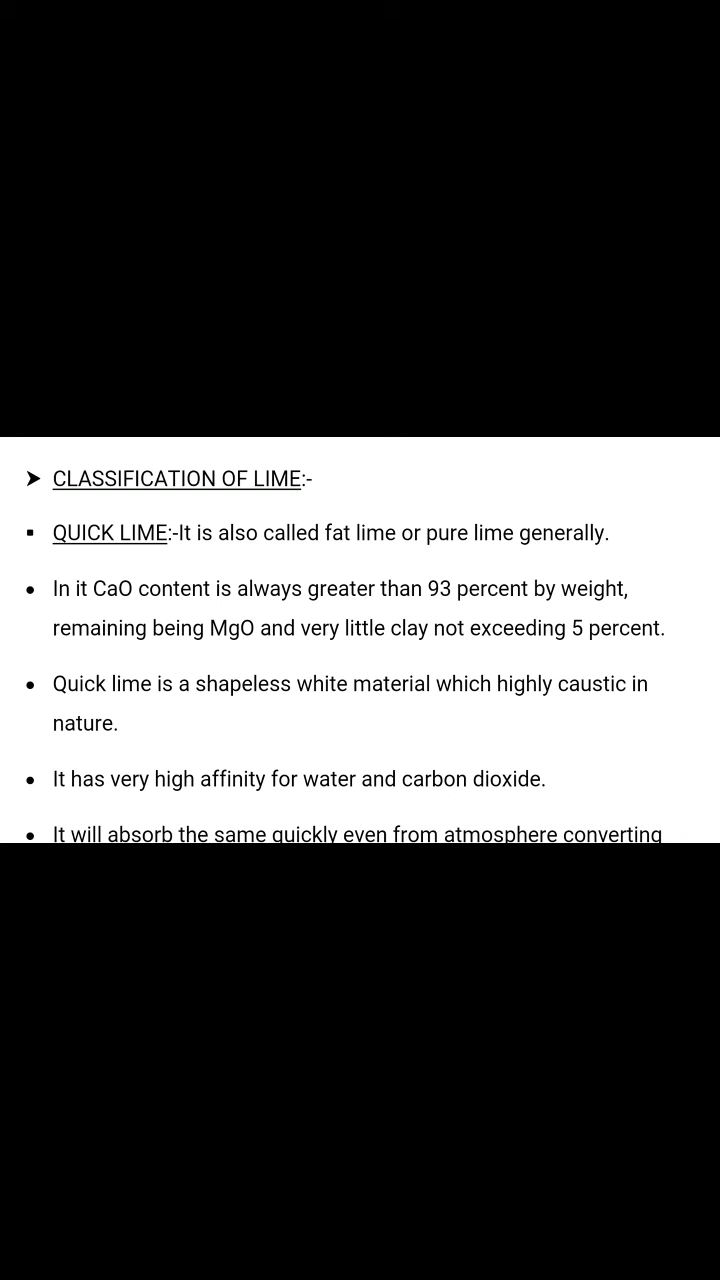 ➤ CLASSIFICATION OF LIME:-
▪ QUICK LIME:-It is also called fat lime or pure lime generally.
• In it CaO content is always greater than 93 percent by weight,
remaining being MgO and very little clay not exceeding 5 percent.
• Quick lime is a shapeless white material which highly caustic in
nature.
• It has very high affinity for water and carbon dioxide.
• It will absorb the same quickly even from atmosphere converting